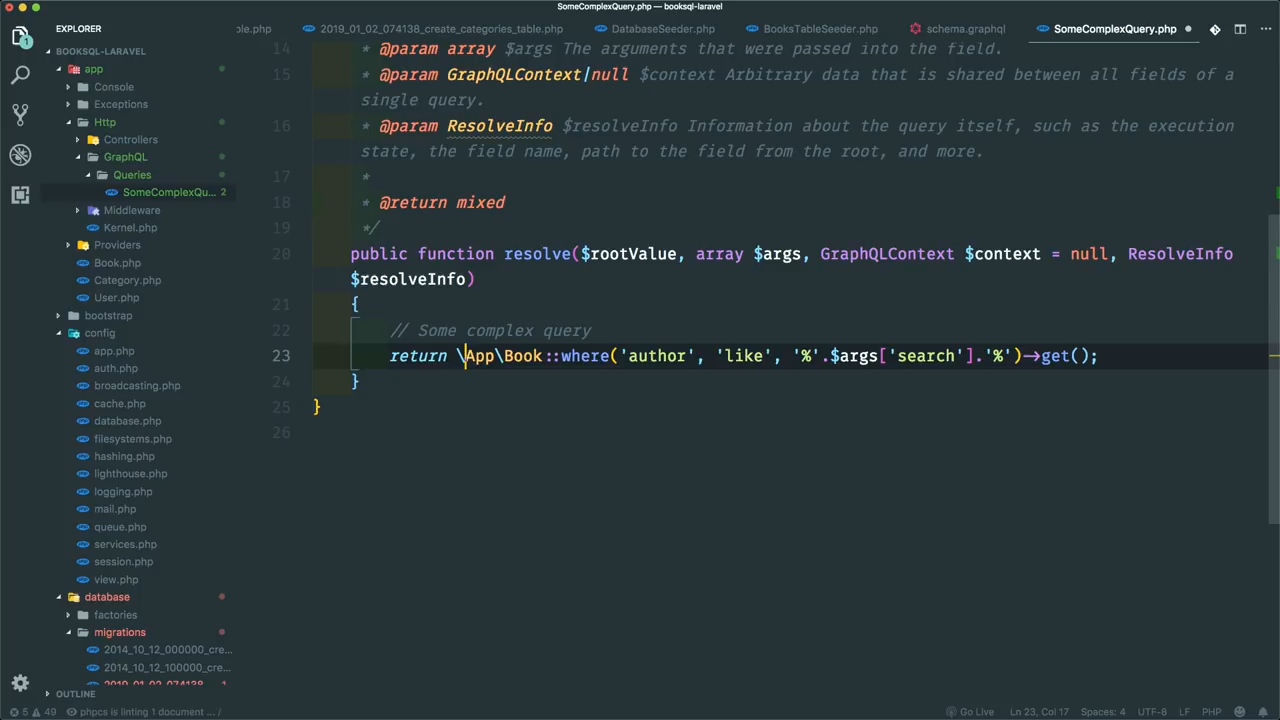 SomeComplexQuery.php — booksql-laravel
EXPLORER
ble.php
2019_01_02_074138_create_categories_table.php
DatabaseSeeder.php
BooksTableSeeder.php
schema.graphql
SomeComplexQuery.php
1
BOOKSQL-LARAVEL
app
Console
Exceptions
Http
Controllers
GraphQL
Queries
SomeComplexQu... 2
Middleware
Kernel.php
Providers
Book.php
Category.php
User.php
bootstrap
config
app.php
auth.php
broadcasting.php
cache.php
database.php
filesystems.php
hashing.php
lighthouse.php
logging.php
mail.php
queue.php
services.php
session.php
view.php
database
factories
migrations
2014_10_12_000000_cre...
2014_10_12_100000_cre...
2019_01_02_074138... 1
OUTLINE
14 * @param array $args The arguments that were passed into the field.
15 * @param GraphQLContext|null $context Arbitrary data that is shared between all fields of a
single query.
16 * @param ResolveInfo $resolveInfo Information about the query itself, such as the execution
state, the field name, path to the field from the root, and more.
17 *
18 * @return mixed
19 */
20 public function resolve($rootValue, array $args, GraphQLContext $context = null, ResolveInfo
$resolveInfo)
21 {
22 // Some complex query
23 return \App\Book::where('author', 'like', '%'.$args['search'].'%')->get();
24 }
25 }
26
5 49 phpcs is linting 1 document ... /
Go Live Ln 23, Col 17 Spaces: 4 UTF-8 LF PHP